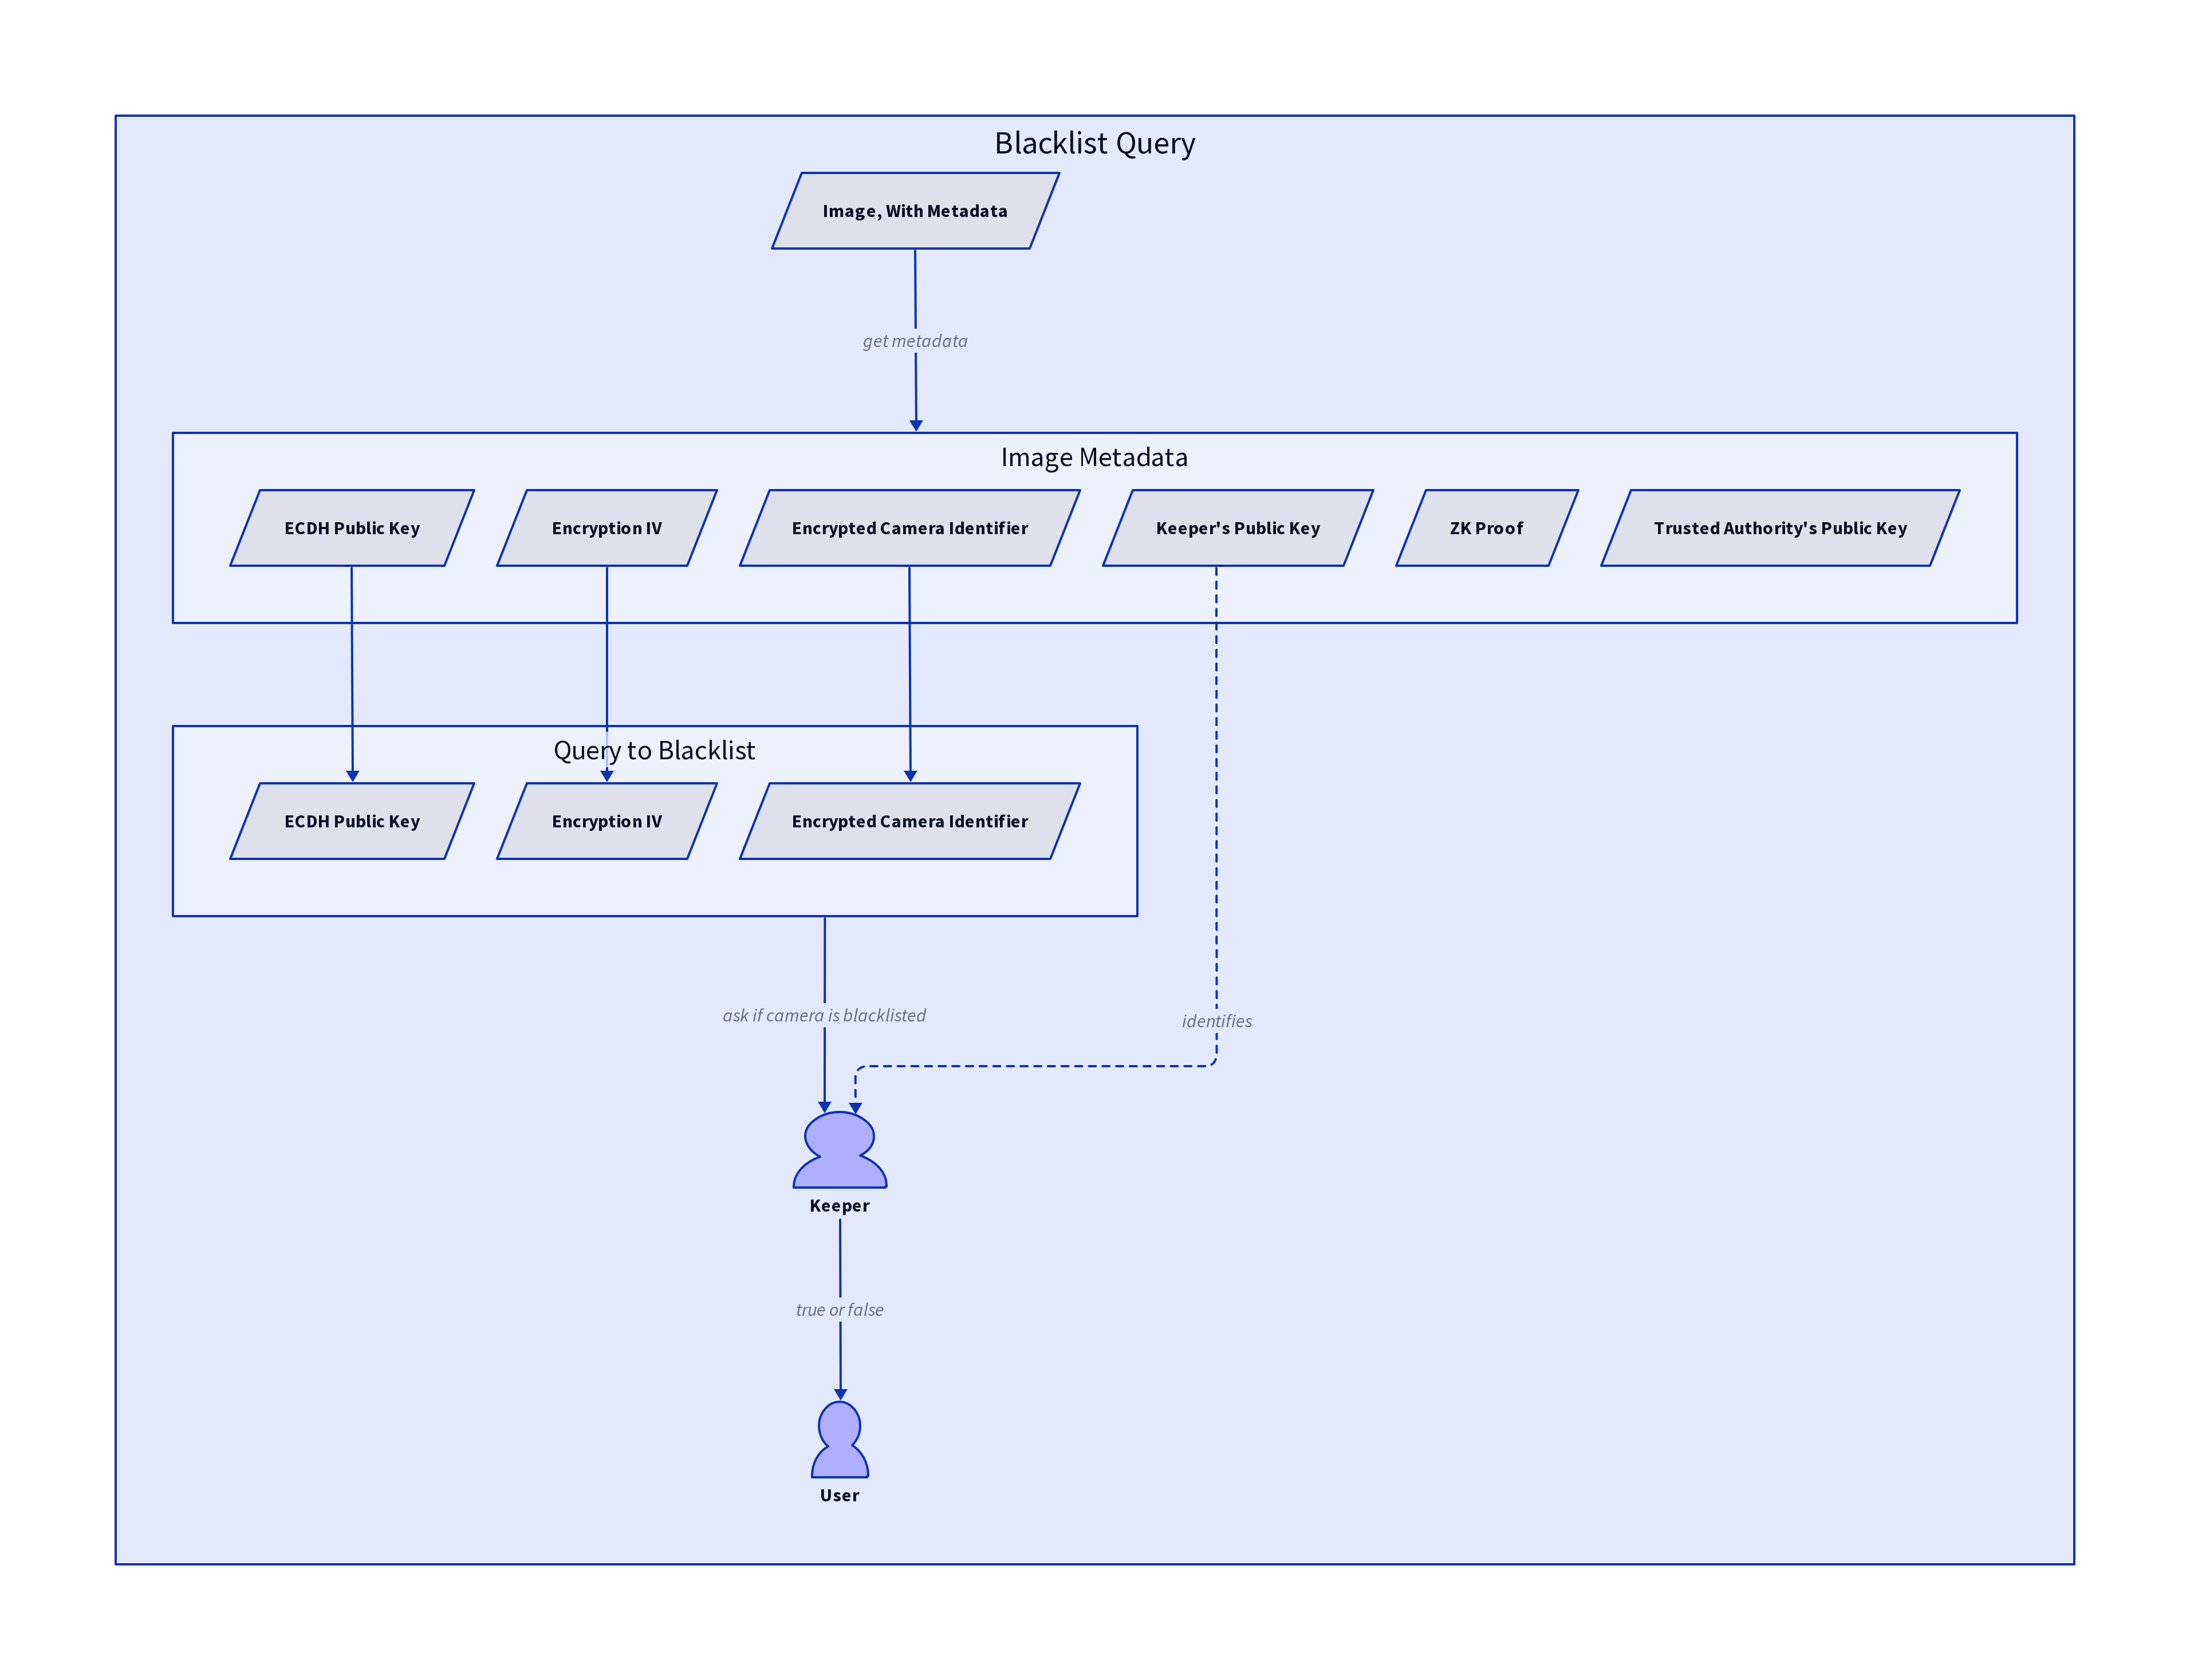 Blacklist Query
Image, With Metadata
get metadata
Image Metadata
ECDH Public Key
Encryption IV
Encrypted Camera Identifier
Keeper's Public Key
ZK Proof
Trusted Authority's Public Key
Query to Blacklist
ECDH Public Key
Encryption IV
Encrypted Camera Identifier
ask if camera is blacklisted
identifies
Keeper
true or false
User